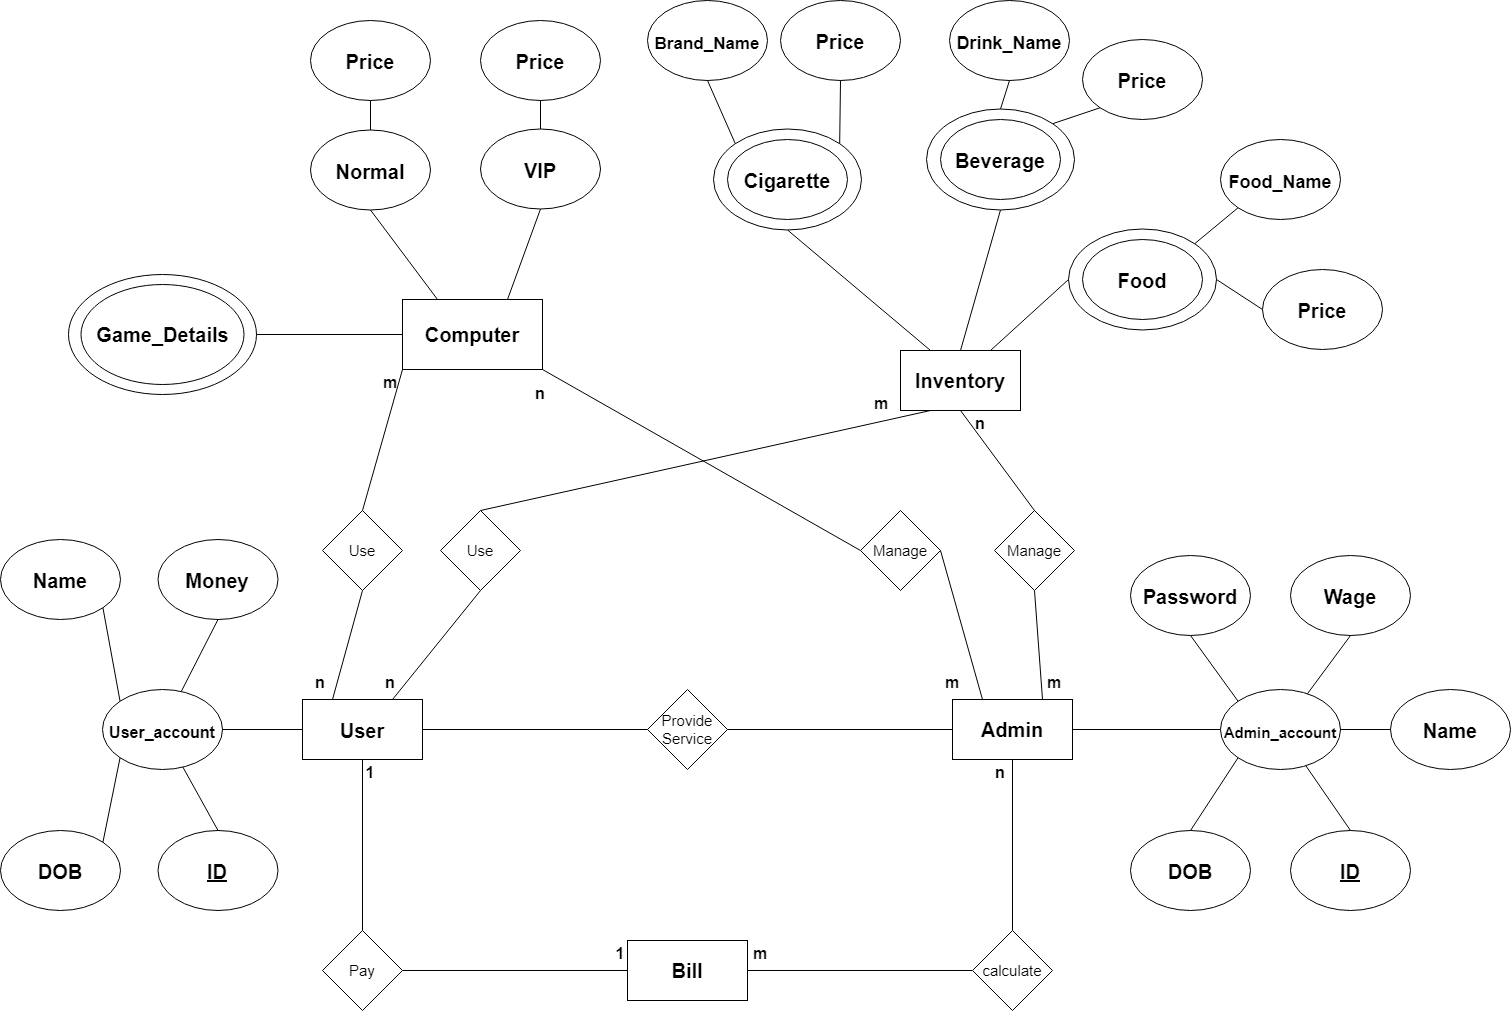 Brand_Name
Price
Drink_Name
Price
Price
Price
Beverage
Normal
VIP
Cigarette
Food_Name
Food
Price
Game_Details
Computer
Inventory
m
n
m
n
Use
Use
Manage
Manage
Name
Money
Password
Wage
n
n
m
m
User_account
User
Provide
Service
Admin
Admin_account
Name
1
n
DOB
ID
DOB
ID
1
m
Pay
Bill
calculate